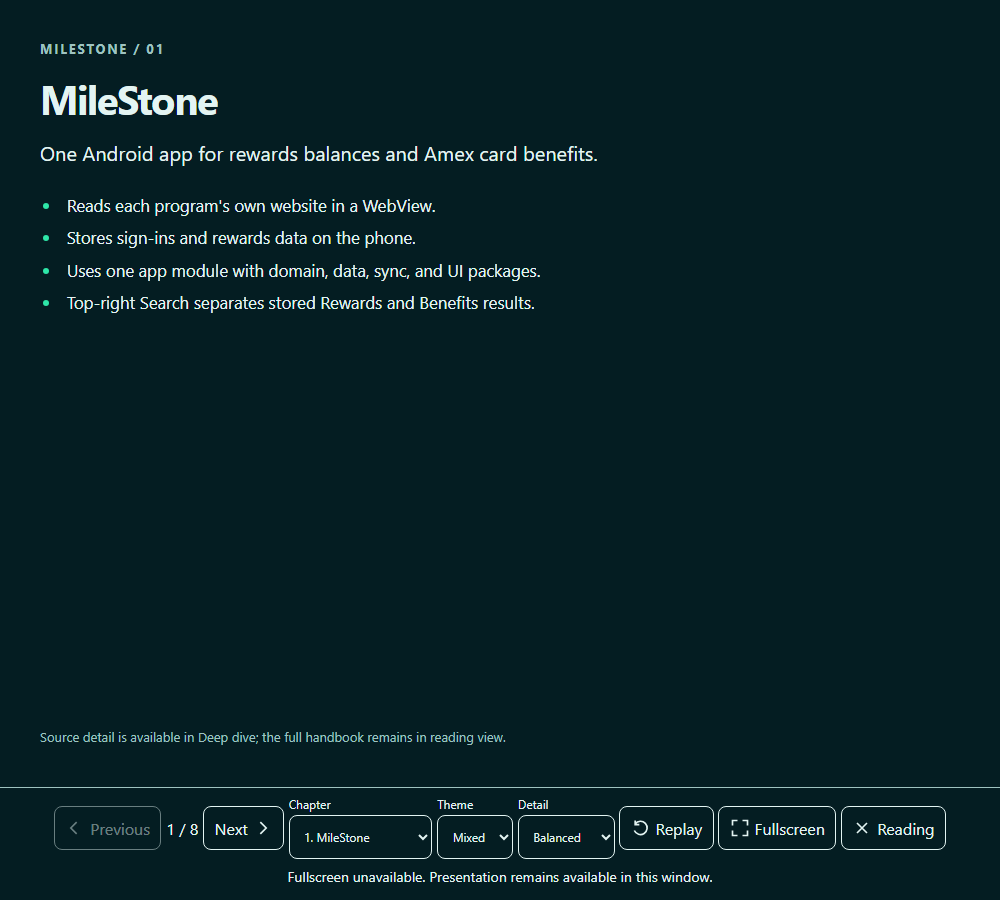 MILESTONE / 01
MileStone
One Android app for rewards balances and Amex card benefits.
Reads each program's own website in a WebView.
Stores sign-ins and rewards data on the phone.
Uses one app module with domain, data, sync, and UI packages.
Top-right Search separates stored Rewards and Benefits results.
Source detail is available in Deep dive; the full handbook remains in reading view.
Previous
1 / 8
Next
Chapter
1. MileStone
Theme
Mixed
Detail
Balanced
Replay
Fullscreen
Reading
Fullscreen unavailable. Presentation remains available in this window.